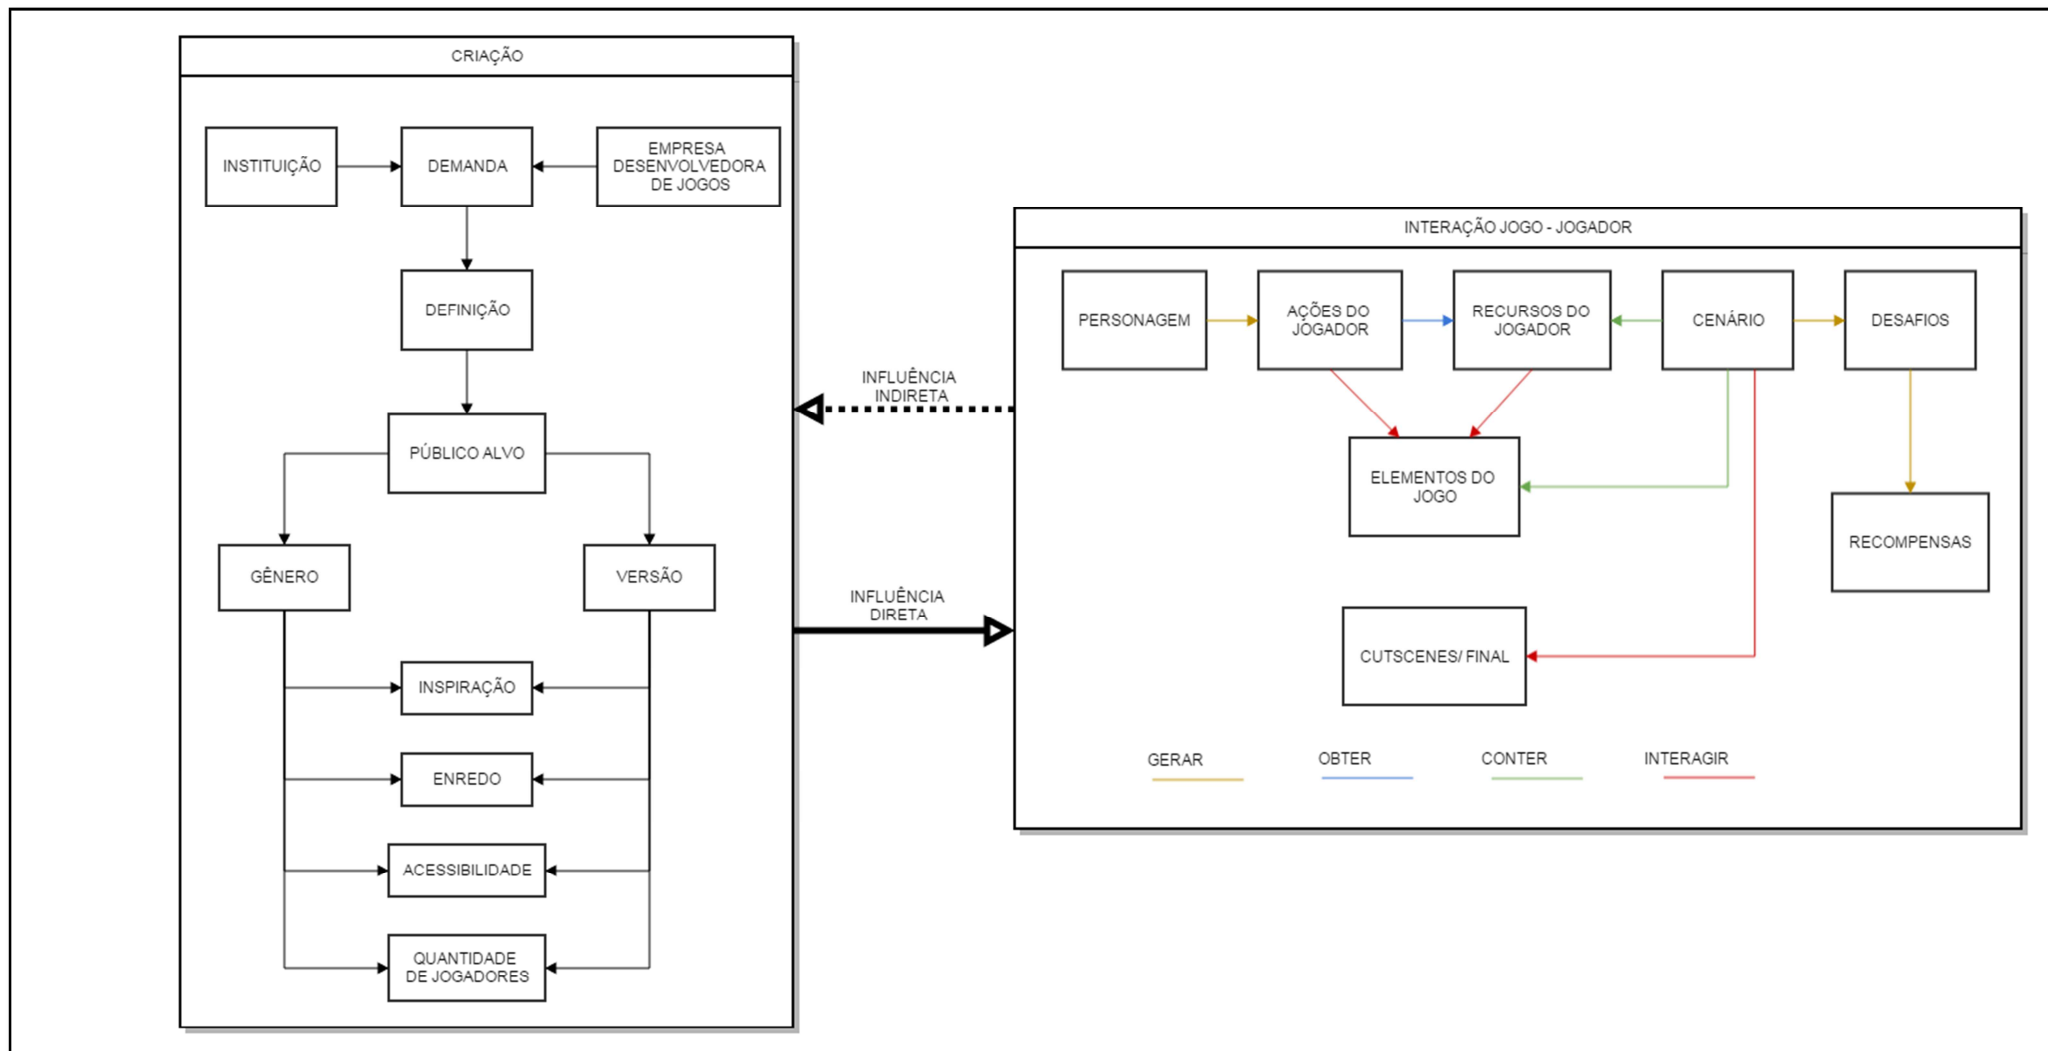 CRIAÇÃO
INSTITUIÇÃO
DEMANDA
EMPRESA
DESENVOLVEDORA
DE JOGOS
DEFINIÇÃO
PÚBLICO ALVO
GÊNERO
VERSÃO
INSPIRAÇÃO
ENREDO
ACESSIBILIDADE
QUANTIDADE
DE JOGADORES
INFLUÊNCIA
INDIRETA
INFLUÊNCIA
DIRETA
INTERAÇÃO JOGO - JOGADOR
PERSONAGEM
AÇÕES DO
JOGADOR
RECURSOS DO
JOGADOR
CENÁRIO
DESAFIOS
ELEMENTOS DO
JOGO
RECOMPENSAS
CUTSCENES/ FINAL
GERAR
OBTER
CONTER
INTERAGIR